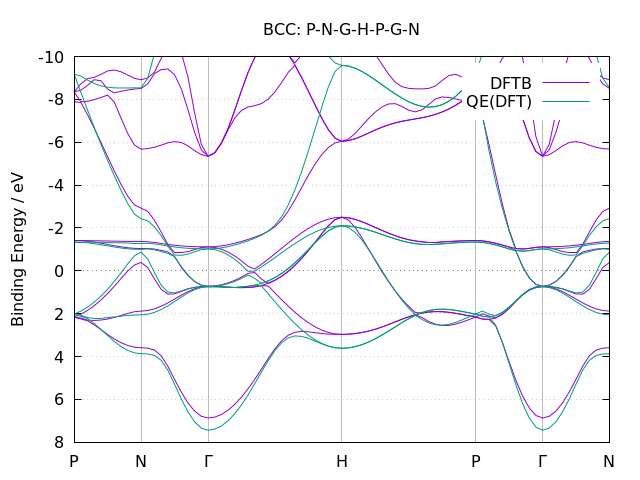 BCC: P-N-G-H-P-G-N
-10
DFTB
-8
QE(DFT)
-6
-4
-2
0
2
4
6
8
Binding Energy / eV
P N Γ H P Γ N